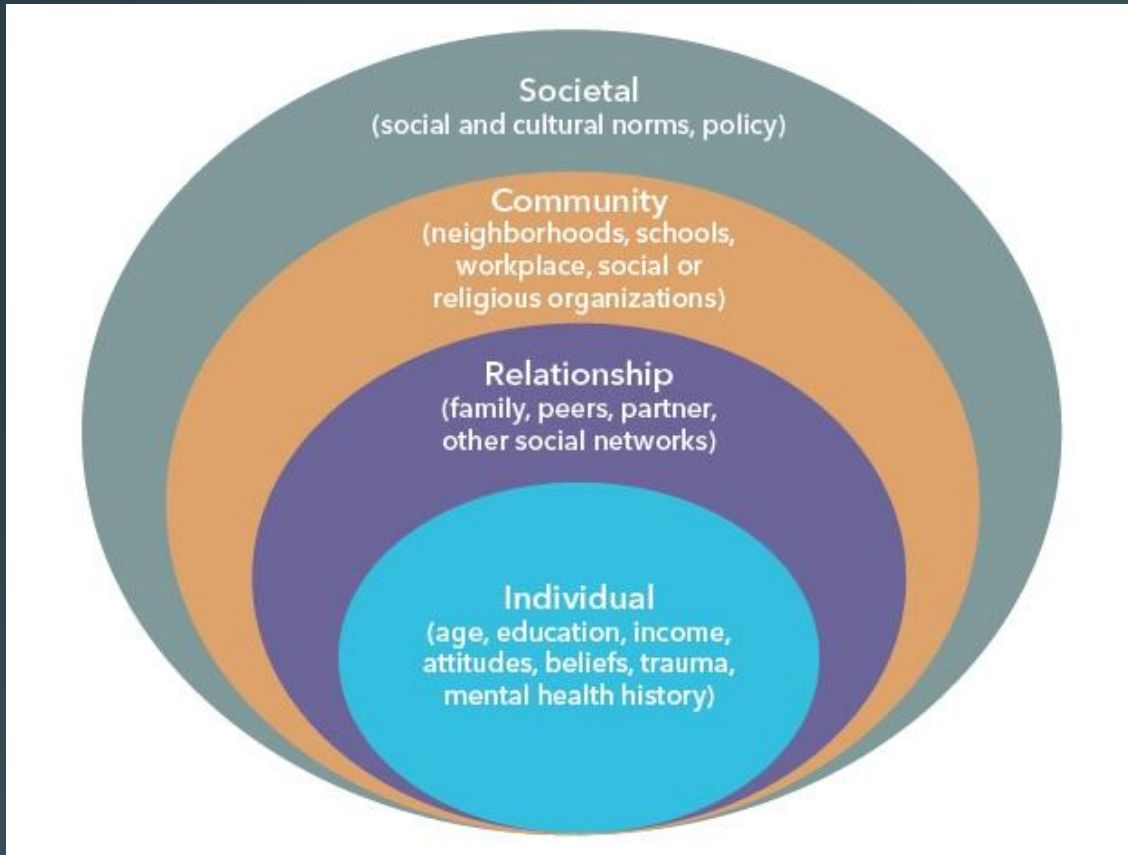 Societal
(social and cultural norms, policy)
Community
(neighborhoods, schools,
workplace, social or
religious organizations)
Relationship
(family, peers, partner,
other social networks)
Individual
(age, education, income,
attitudes, beliefs, trauma,
mental health history)